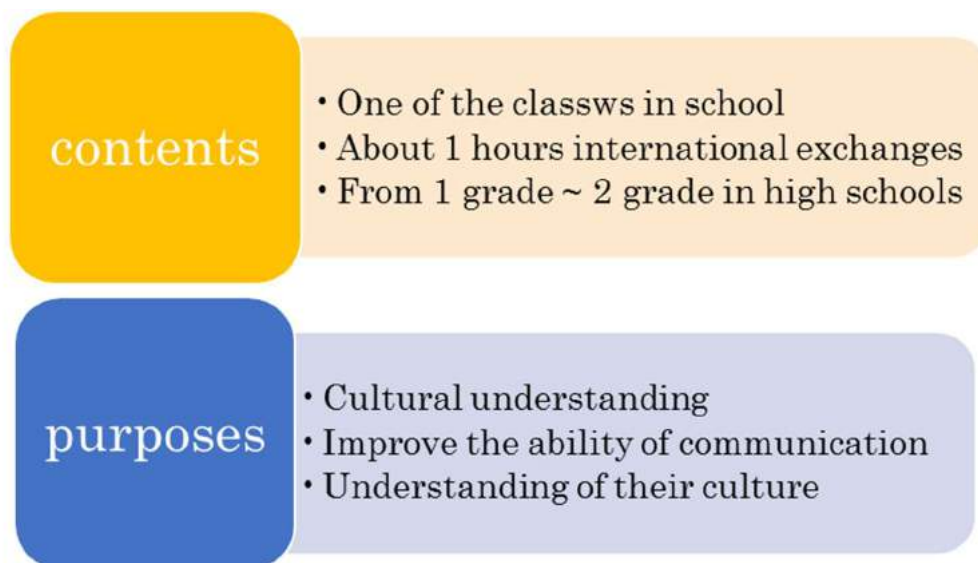 contents
• One of the classws in school
• About 1 hours international exchanges
• From 1 grade ~ 2 grade in high schools
purposes
• Cultural understanding
• Improve the ability of communication
• Understanding of their culture